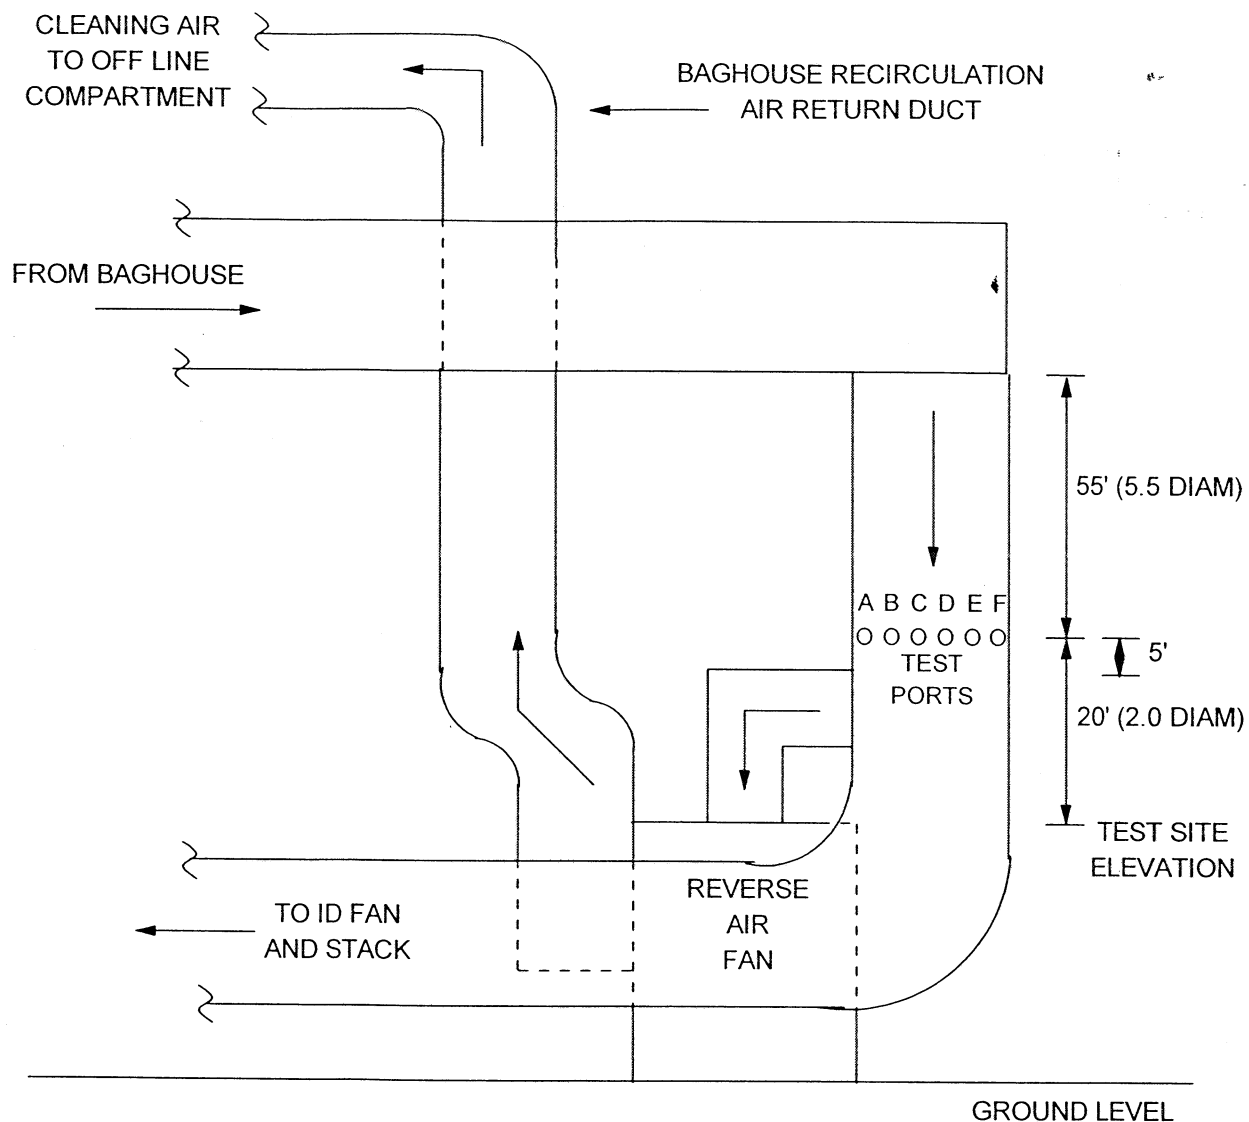 CLEANING AIR
TO OFF LINE
COMPARTMENT
BAGHOUSE RECIRCULATION
AIR RETURN DUCT
FROM BAGHOUSE
55' (5.5 DIAM)
A B C D E F
TEST
PORTS
5'
20' (2.0 DIAM)
TEST SITE
ELEVATION
REVERSE
AIR
FAN
TO ID FAN
AND STACK
GROUND LEVEL